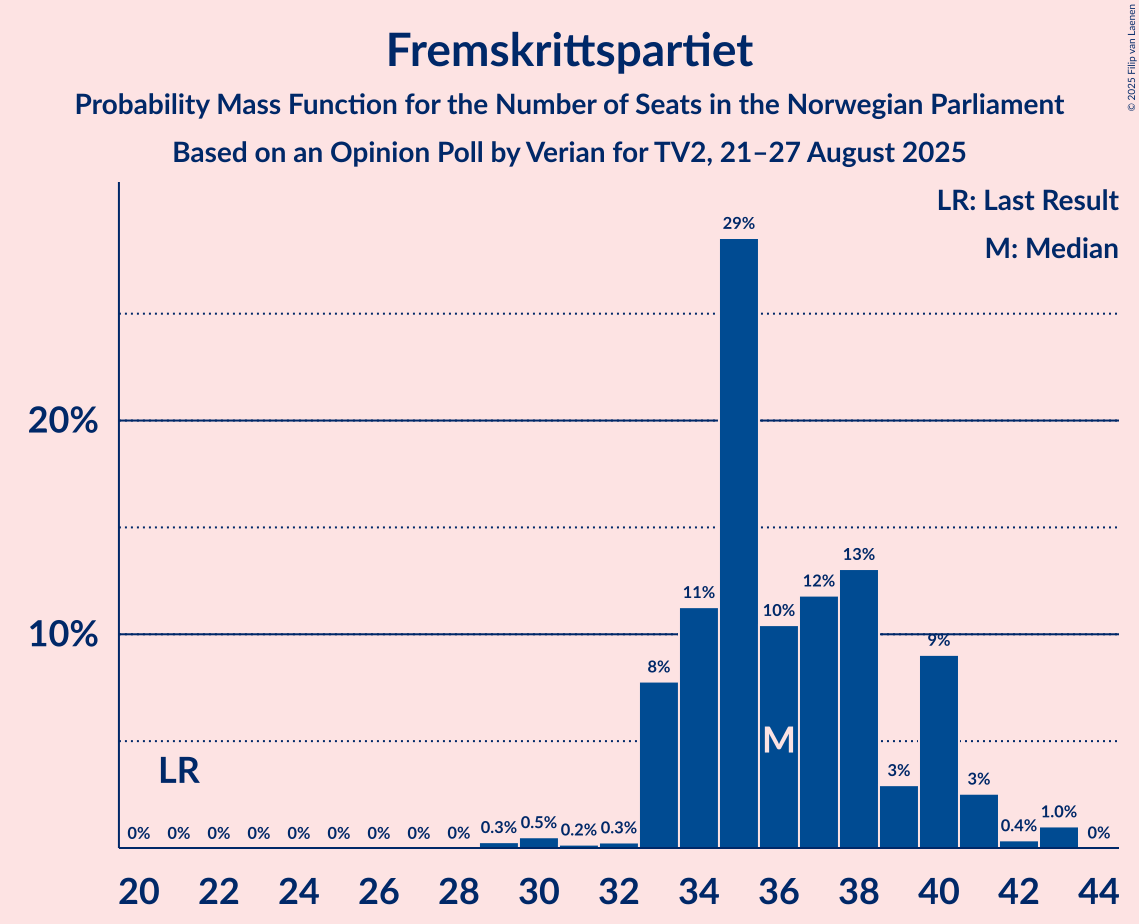 Fremskrittspartiet
Probability Mass Function for the Number of Seats in the Norwegian Parliament
Based on an Opinion Poll by Verian for TV2, 21–27 August 2025
© 2025 Filip van Laenen
LR: Last Result
M: Median
20%
10%
0% 0% 0% 0% 0% 0% 0% 0% 0% 0.3% 0.5% 0.2% 0.3% 8% 11% 29% 10% 12% 13% 3% 9% 3% 0.4% 1.0% 0%
LR
M
20 22 24 26 28 30 32 34 36 38 40 42 44